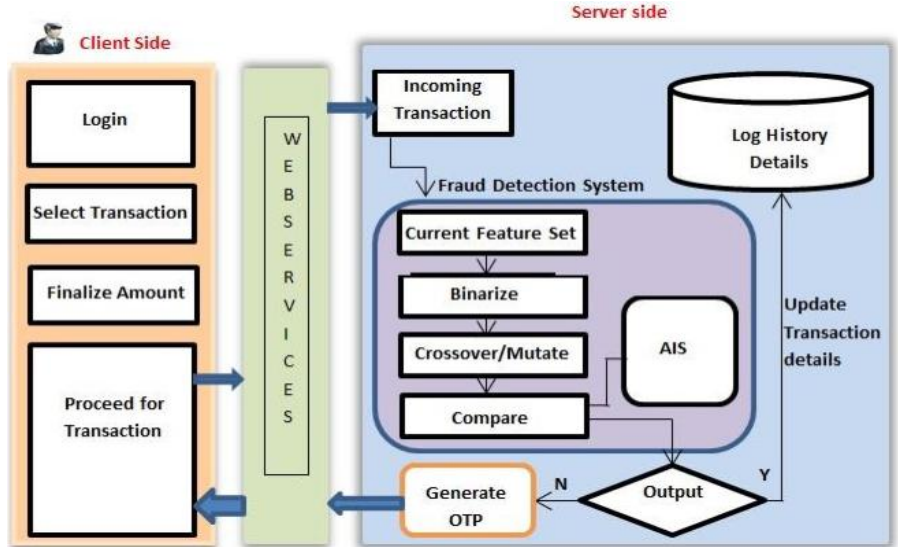 Server side
Client Side
Login
Select Transaction
Finalize Amount
Proceed for
Transaction
WEBSERVICES
Incoming
Transaction
Log History
Details
Fraud Detection System
Current Feature Set
Binarize
Crossover/Mutate
Compare
AIS
Update
Transaction
details
Generate
OTP
N
Output
Y